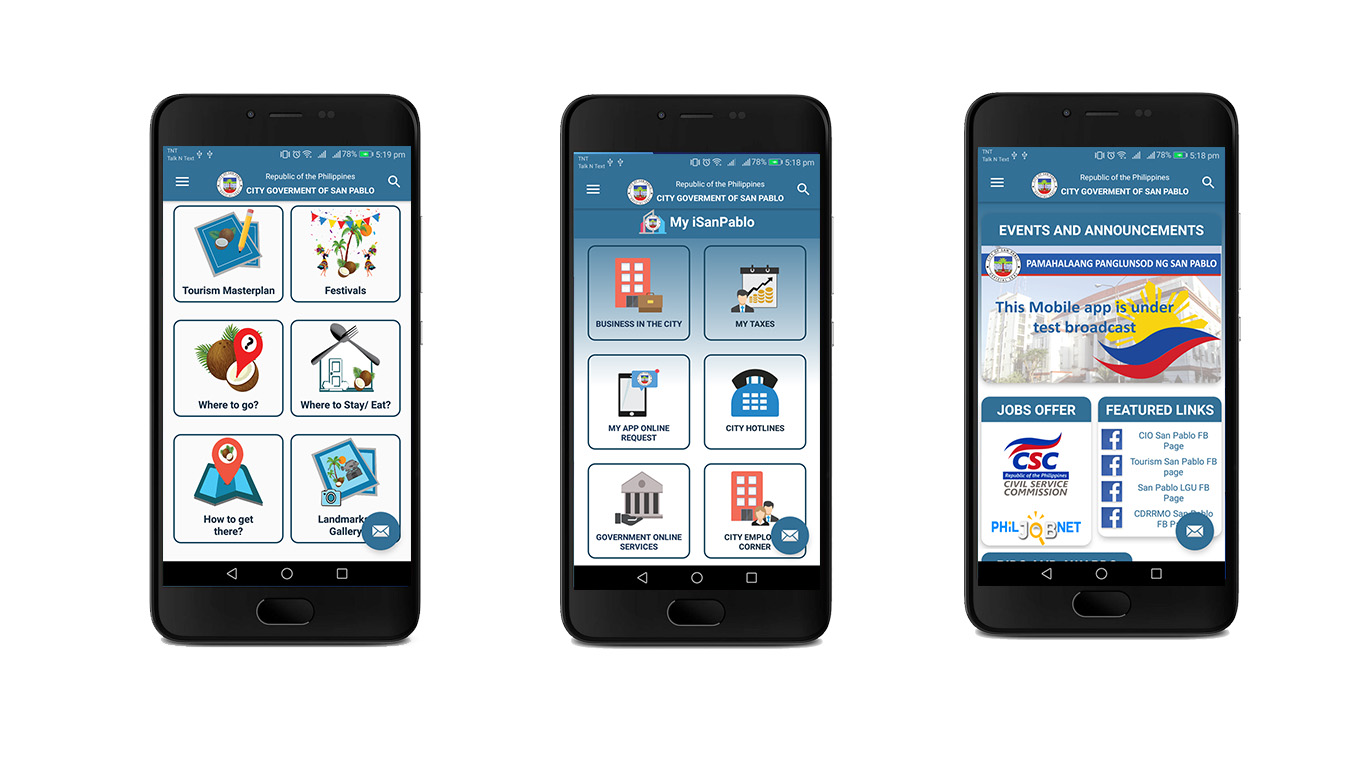 TNT
Talk N Text
78%
5:19 pm
Republic of the Philippines
CITY GOVERMENT OF SAN PABLO
Tourism Masterplan
Festivals
?
Where to go?
Where to Stay/ Eat?
How to get
there?
Landmarks
Gallery
TNT
Talk N Text
78%
5:18 pm
Republic of the Philippines
CITY GOVERMENT OF SAN PABLO
My iSanPablo
BUSINESS IN THE CITY
MY TAXES
MY APP ONLINE
REQUEST
CITY HOTLINES
GOVERNMENT ONLINE
SERVICES
CITY EMPLO
CORNER
TNT
Talk N Text
78%
5:18 pm
Republic of the Philippines
CITY GOVERMENT OF SAN PABLO
EVENTS AND ANNOUNCEMENTS
PAMAHALAANG PANGLUNSOD NG SAN PABLO
This Mobile app is under
test broadcast
JOBS OFFER
CSC
Republic of the Philippines
CIVIL SERVICE
COMMISSION
PHiLJOBNET
FEATURED LINKS
CIO San Pablo FB
Page
Tourism San Pablo FB
page
San Pablo LGU FB
Page
CDRRMO San Pablo
FB P